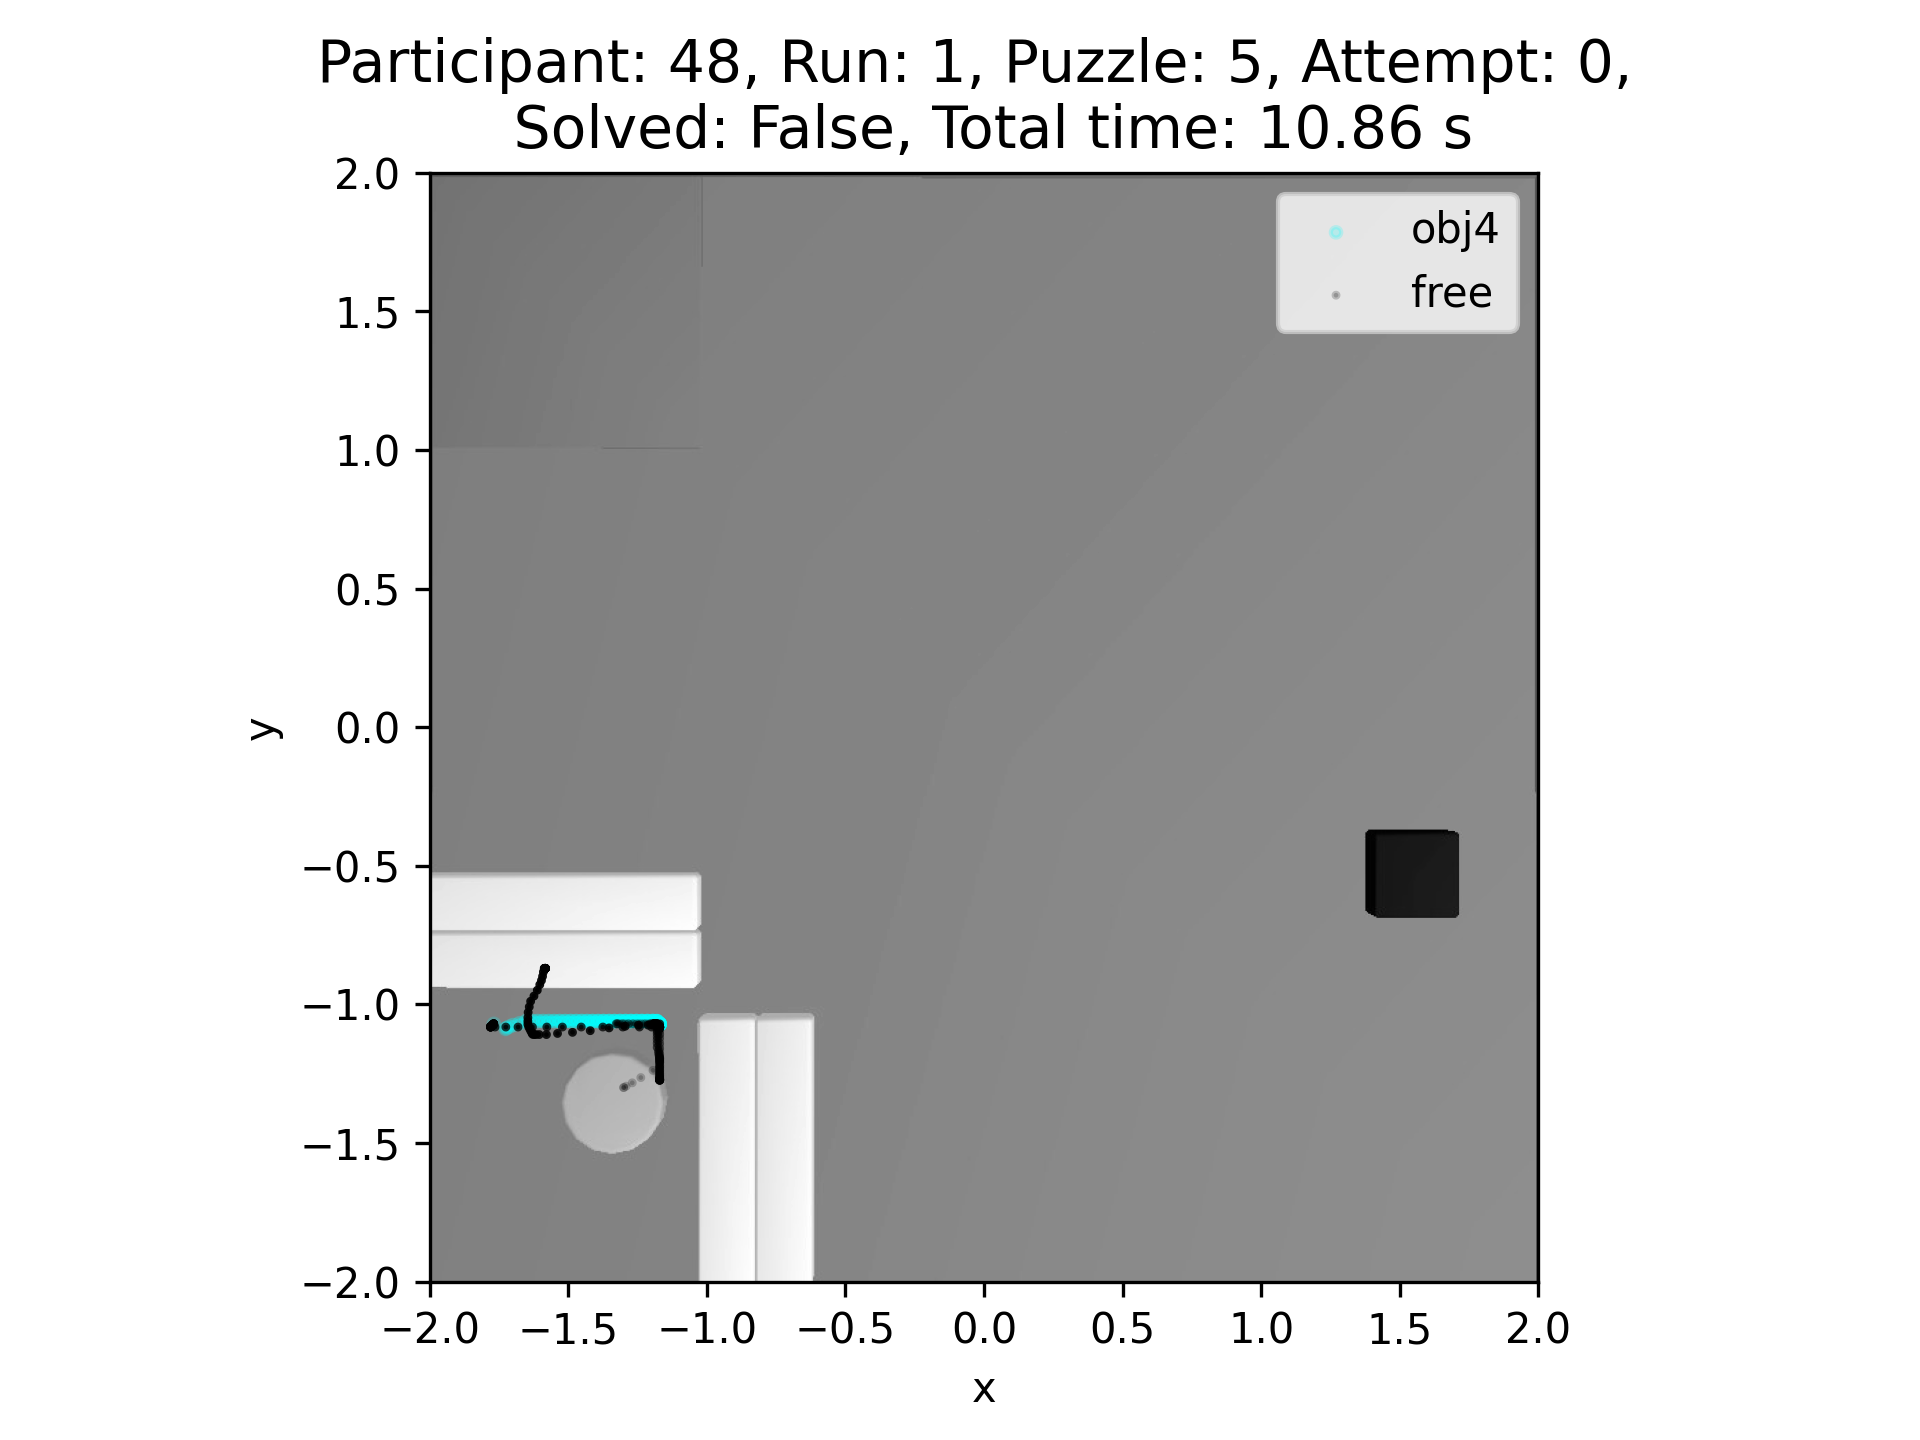 Participant: 48, Run: 1, Puzzle: 5, Attempt: 0,
Solved: False, Total time: 10.86 s
obj4
free
2.0
1.5
1.0
0.5
0.0
−0.5
−1.0
−1.5
−2.0
y
−2.0 −1.5 −1.0 −0.5 0.0 0.5 1.0 1.5 2.0
x